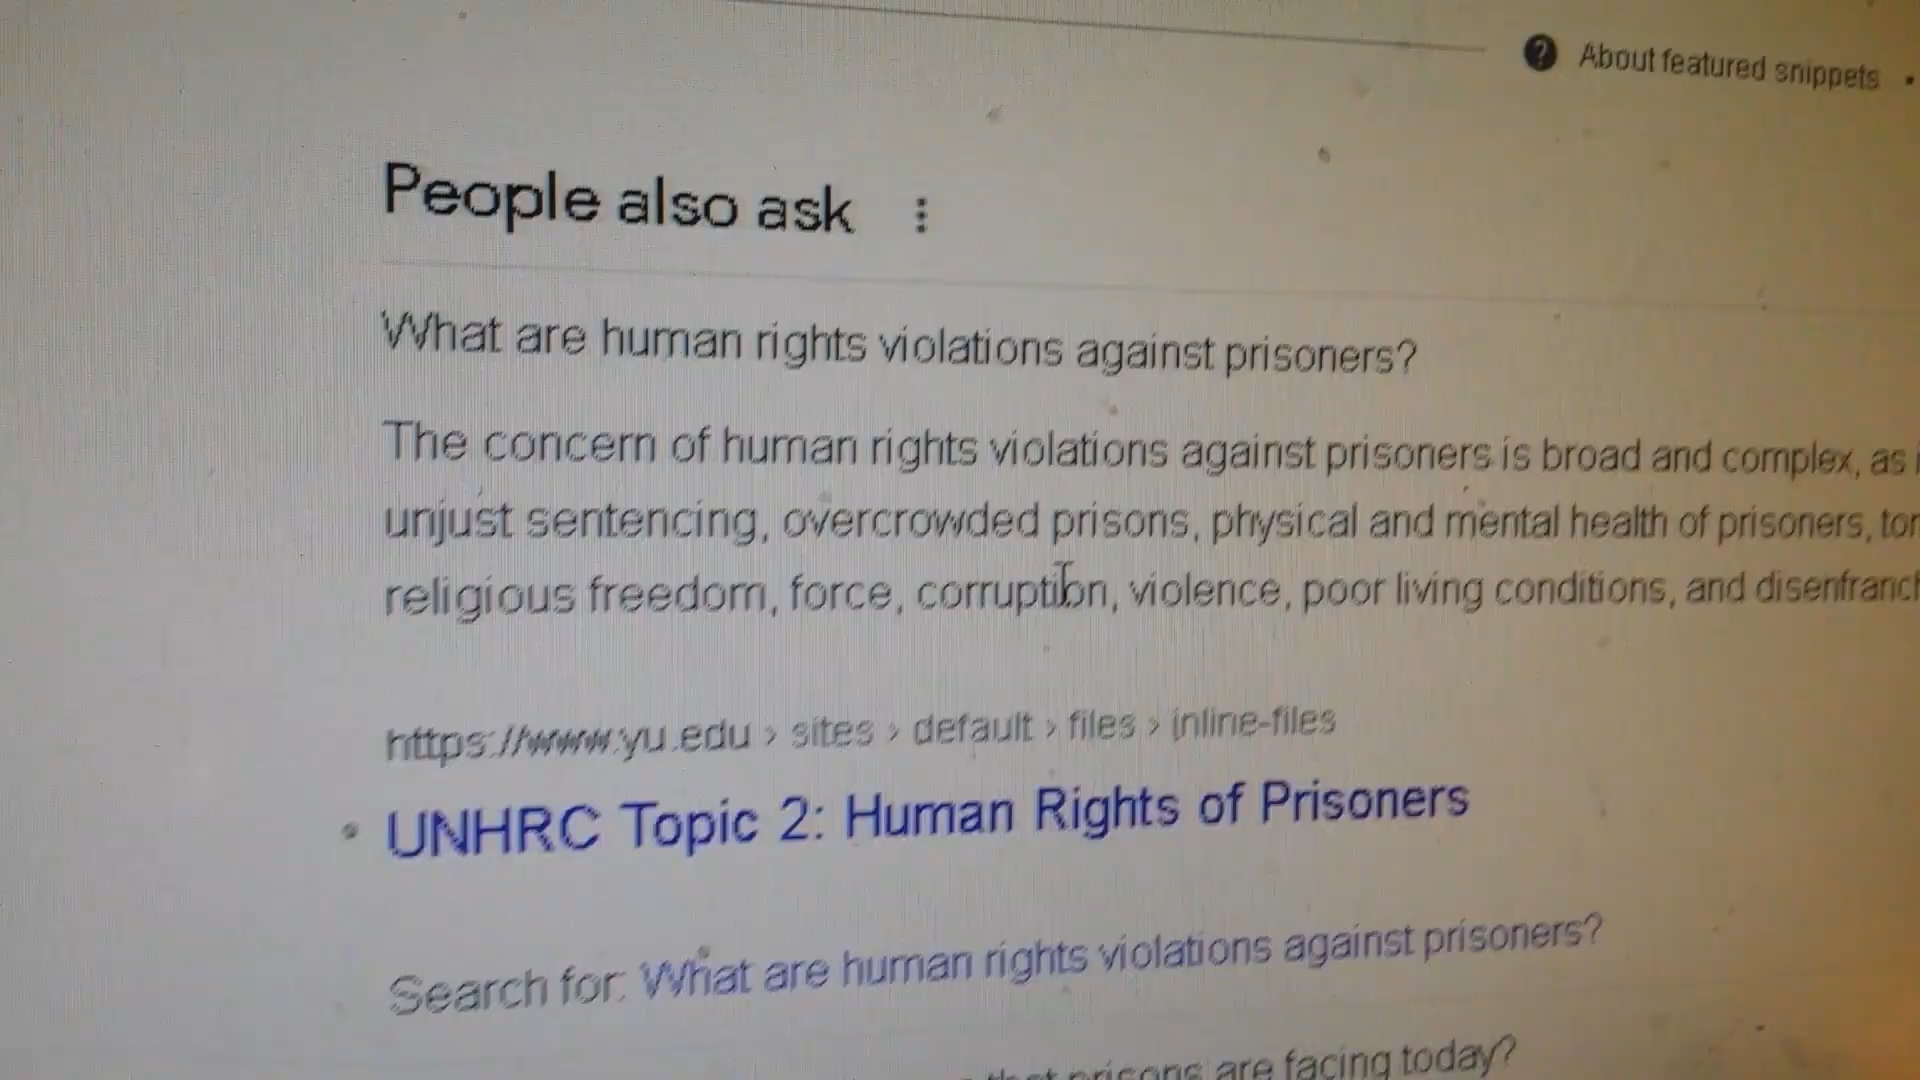 About featured snippets
People also ask
What are human rights violations against prisoners?
The concern of human rights violations against prisoners is broad and complex, as
unjust sentencing, overcrowded prisons, physical and mental health of prisoners,
religious freedom, force, corruption, violence, poor living conditions, and
https://www.yu.edu › sites › default › files › inline-files
UNHRC Topic 2: Human Rights of Prisoners
Search for: What are human rights violations against prisoners?
that prisons are facing today?